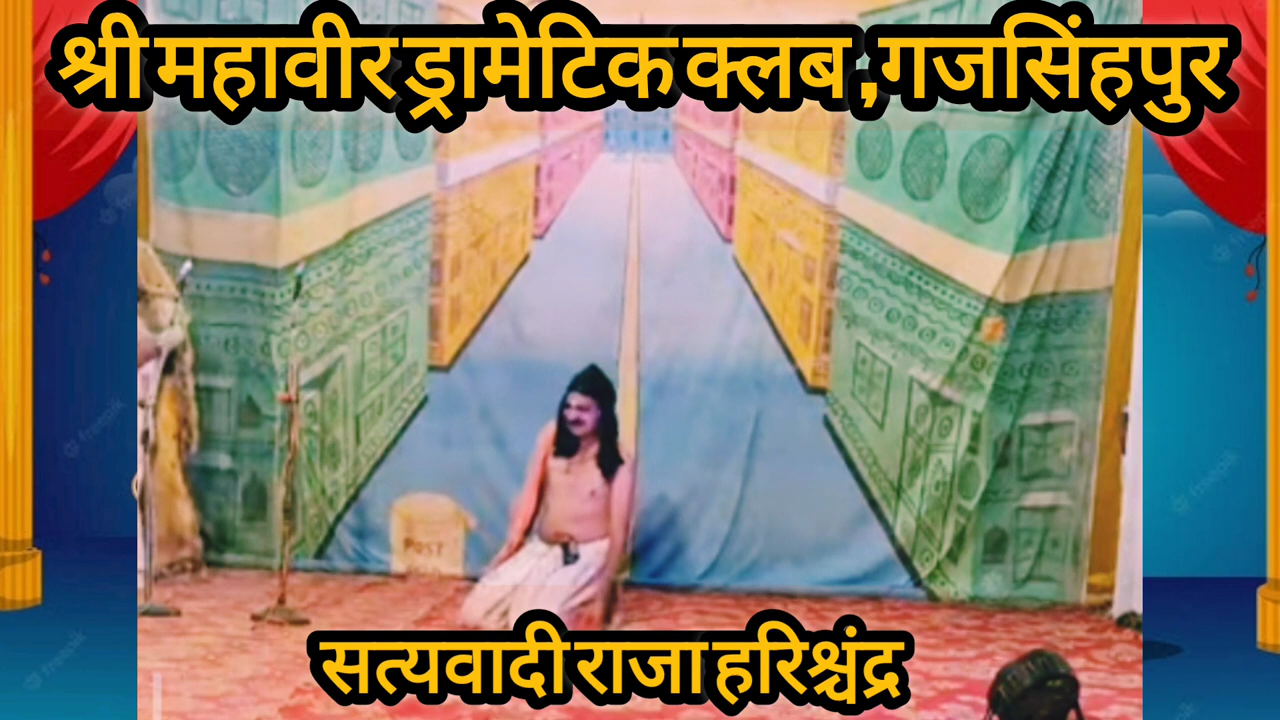 श्री महावीर ड्रामेटिक क्लब ,गजसिंहपुर
POST
सत्यवादी राजा हरिश्चंद्र